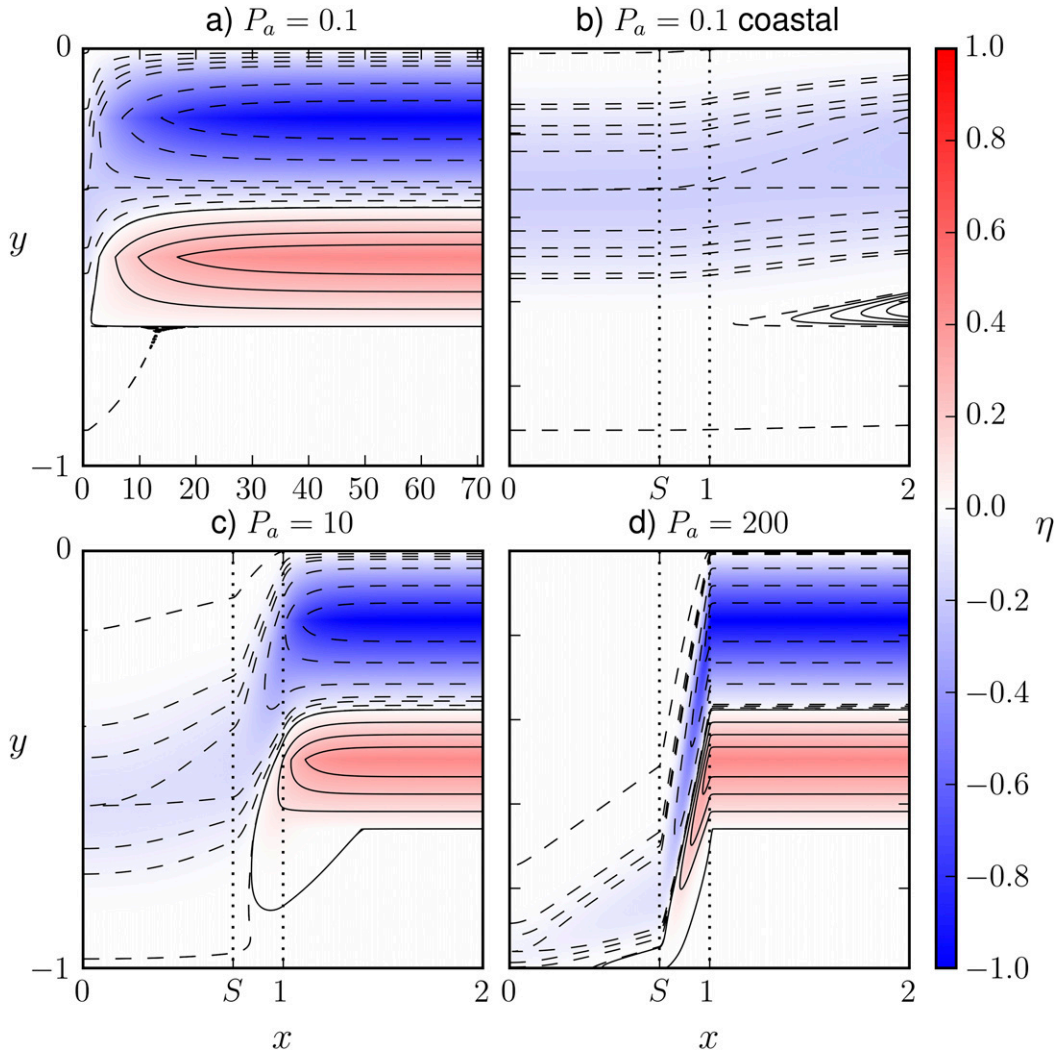 a) P_a = 0.1
b) P_a = 0.1 coastal
0
y
−1
0 10 20 30 40 50 60 70
0 S 1 2
c) P_a = 10
d) P_a = 200
0
y
−1
0 S 1 2
0 S 1 2
x
x
1.0
0.8
0.6
0.4
0.2
0.0
−0.2
−0.4
−0.6
−0.8
−1.0
η